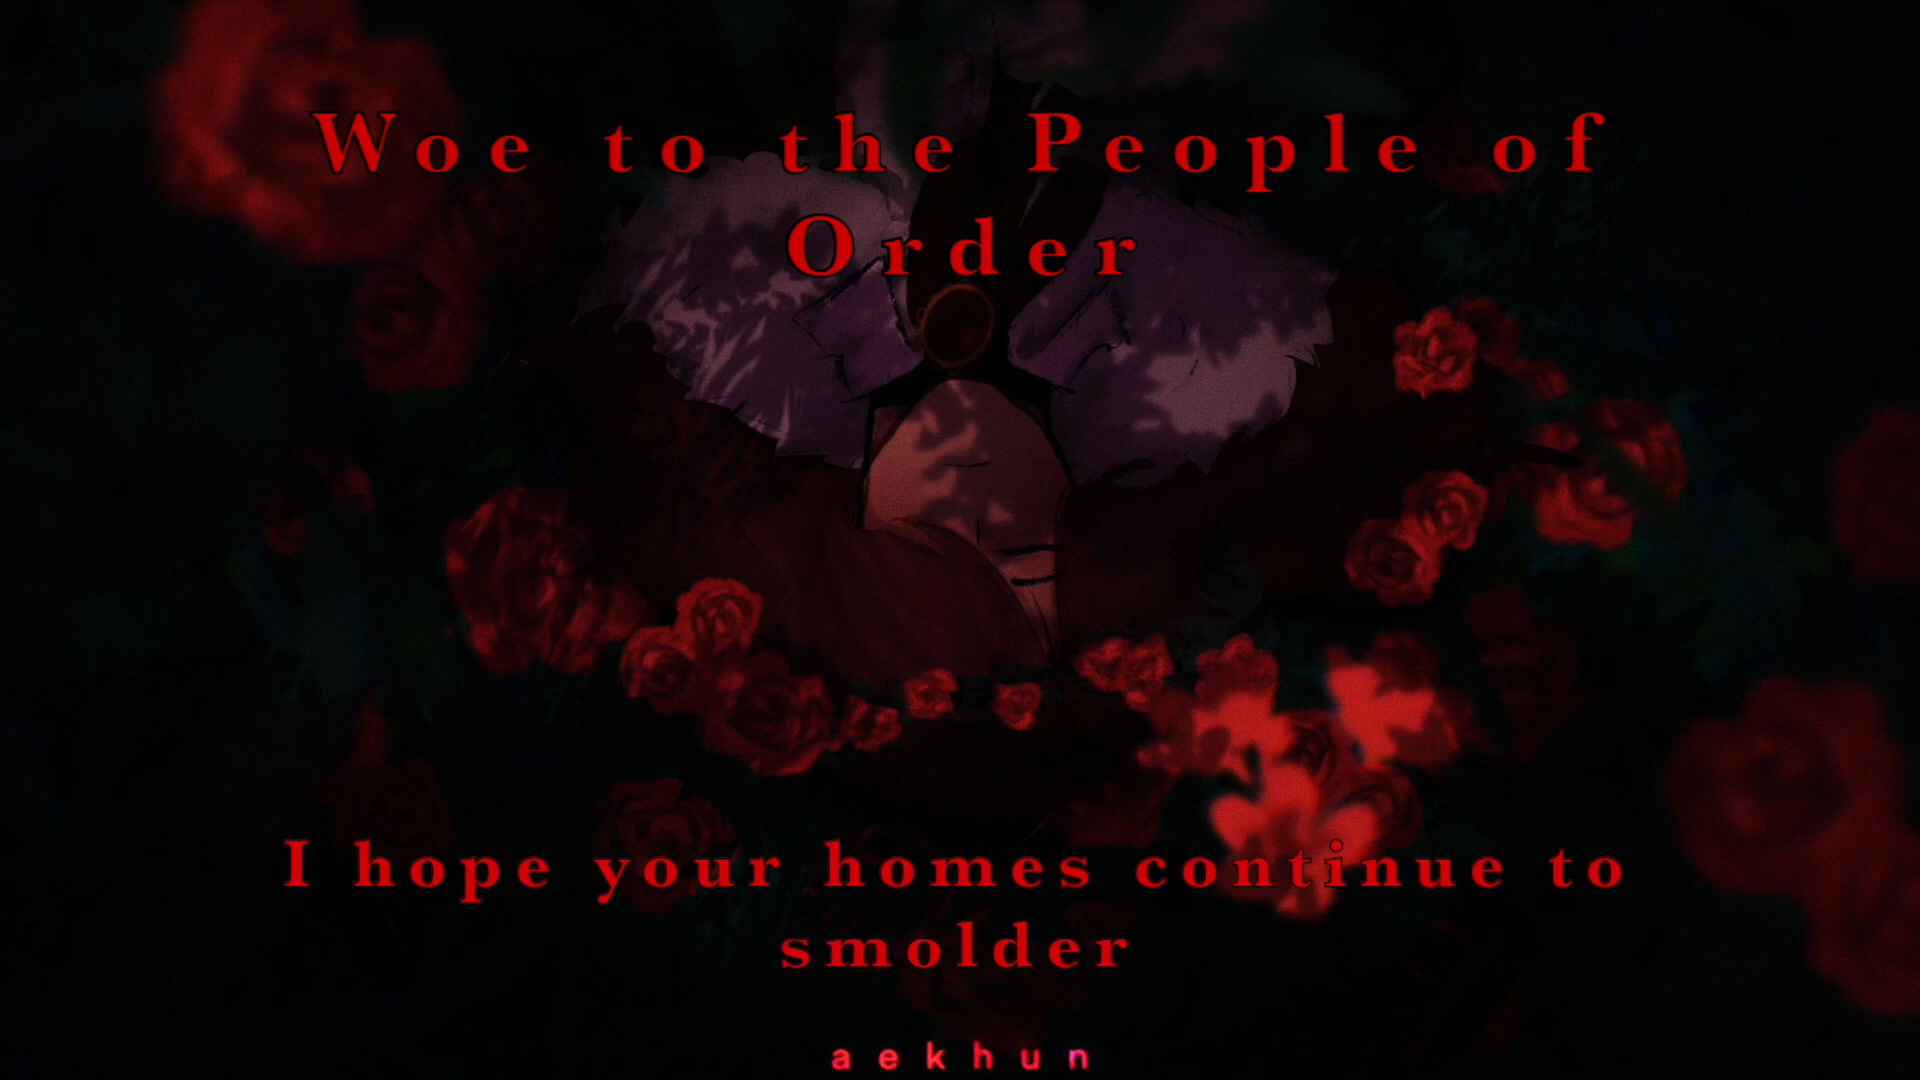 Woe to the People of
Order
I hope your homes continue to
smolder
aekhun